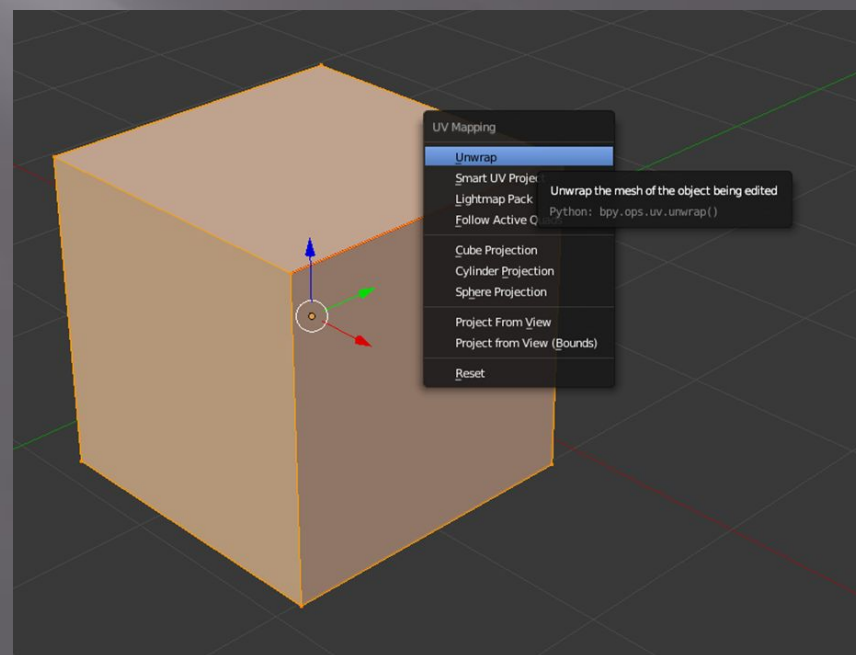 UV Mapping
Unwrap
Smart UV Projec
Lightmap Pack
Follow Active
Cube Projection
Cylinder Projection
Sphere Projection
Project From View
Project from View (Bounds)
Reset
Unwrap the mesh of the object being edited
Python: bpy.ops.uv.unwrap()